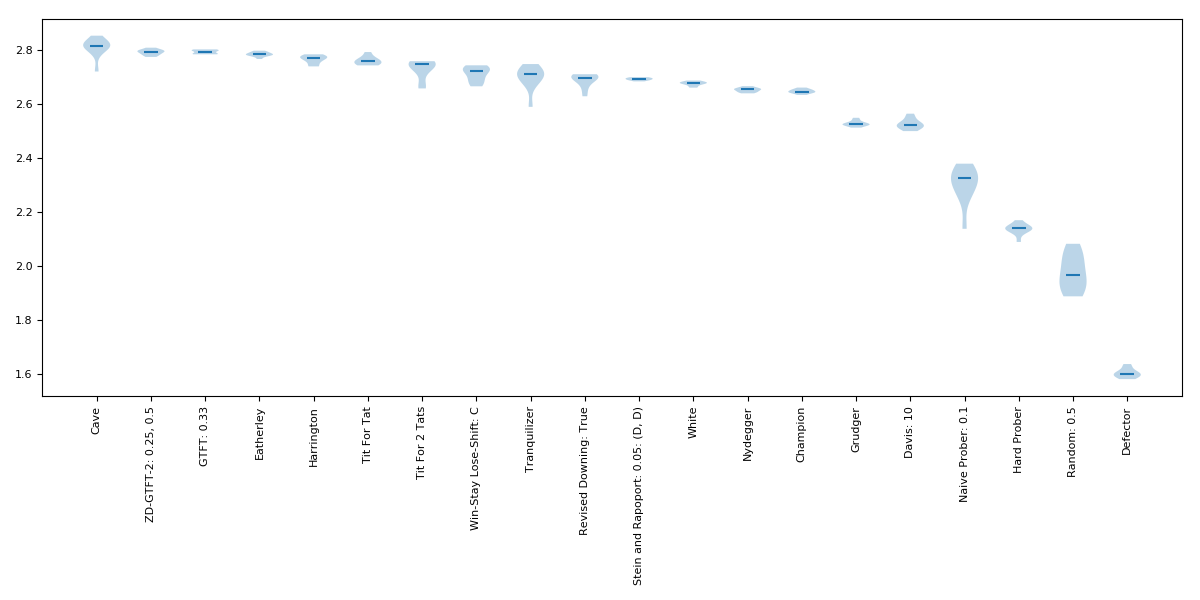 2.8
2.6
2.4
2.2
2.0
1.8
1.6
Cave
ZD-GTFT-2: 0.25, 0.5
GTFT: 0.33
Eatherley
Harrington
Tit For Tat
Tit For 2 Tats
Win-Stay Lose-Shift: C
Tranquilizer
Revised Downing: True
Stein and Rapoport: 0.05: (D, D)
White
Nydegger
Champion
Grudger
Davis: 10
Naive Prober: 0.1
Hard Prober
Random: 0.5
Defector